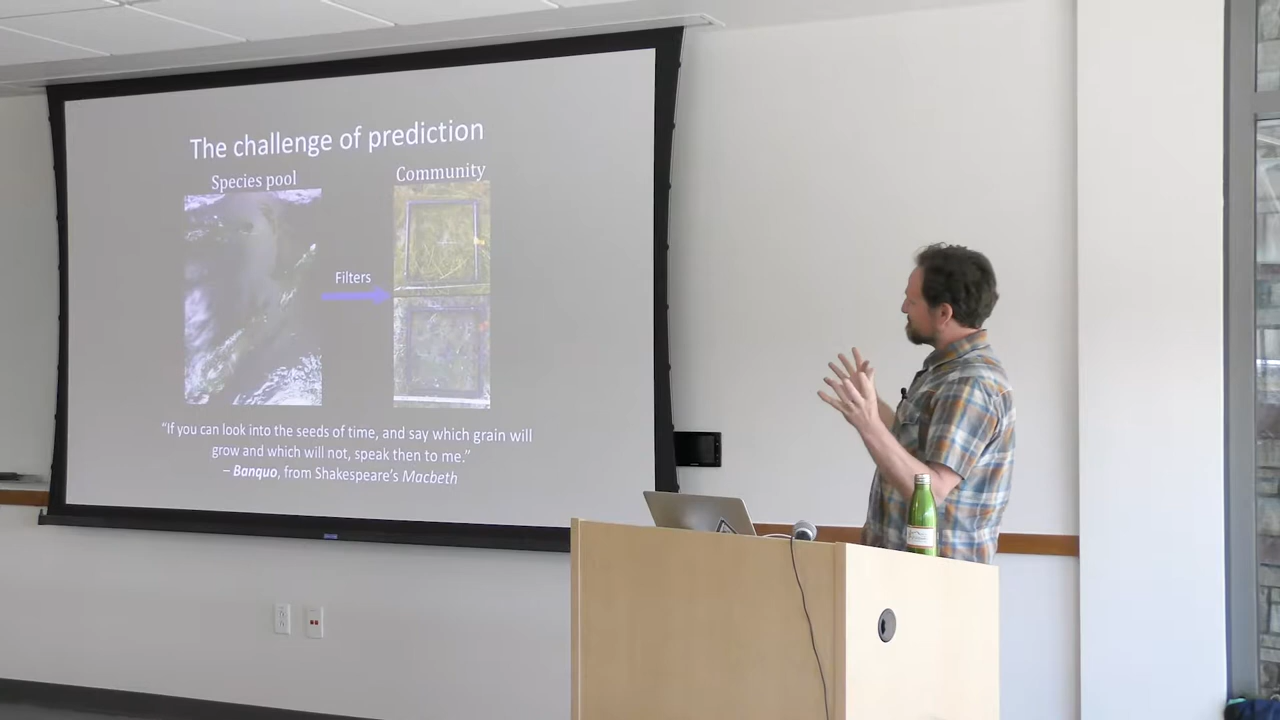 The challenge of prediction
Species pool
Community
Filters
“If you can look into the seeds of time, and say which grain will
grow and which will not, speak then to me.”
– Banquo, from Shakespeare’s Macbeth